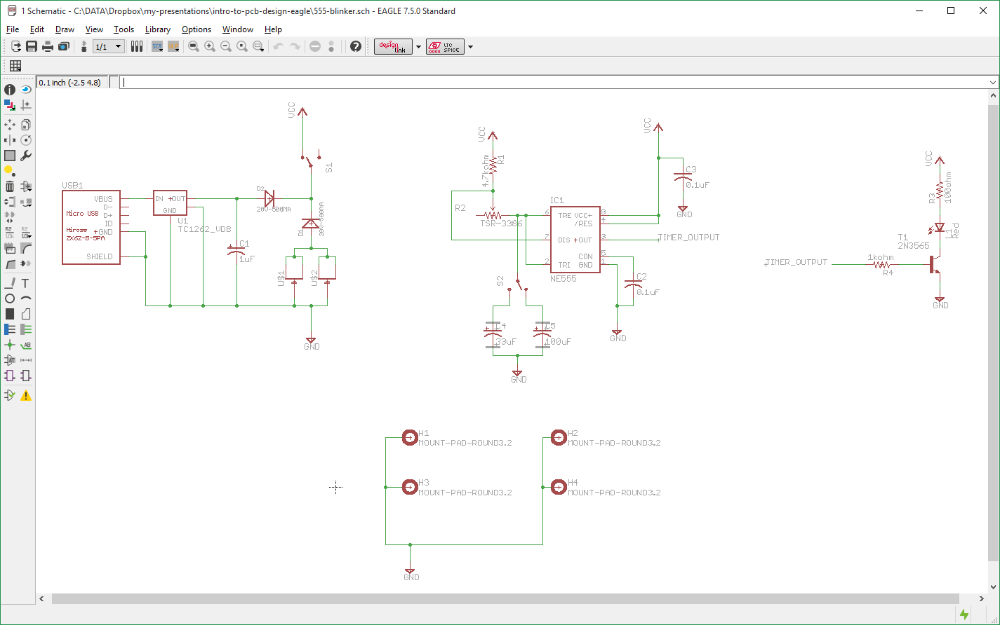 1 Schematic - C:\DATA\Dropbox\my-presentations\intro-to-pcb-design-eagle\555-blinker.sch - EAGLE 7.5.0 Standard
File Edit Draw View Tools Library Options Window Help
1/1 SCR ULP design link LTC SPICE
0.1 inch (-2.5 4.8)
VCC
S1
USB1
VBUS
D-
D+
ID
+GND
SHIELD
Micro USB
Hirose
ZX62-B-5PA
IN +OUT
GND
U1
TC1262_VDB
D2
20V-500MA
D1
20V-500MA
C1
1uF
U$1
U$2
GND
VCC
R1
4.7kohm
R2
TSR-3386
IC1
6 TRE VCC+ 8
/RES 4
7 DIS +OUT 3
CON 5
2 TRI GND 1
NE555
TIMER_OUTPUT
VCC
C3
0.1uF
GND
C2
0.1uF
GND
S2
C4
33uF
C5
100uF
GND
VCC
R3
100ohm
L1
Red
T1
2N3565
TIMER_OUTPUT
1kohm
R4
GND
H1
MOUNT-PAD-ROUND3.2
H2
MOUNT-PAD-ROUND3.2
H3
MOUNT-PAD-ROUND3.2
H4
MOUNT-PAD-ROUND3.2
GND